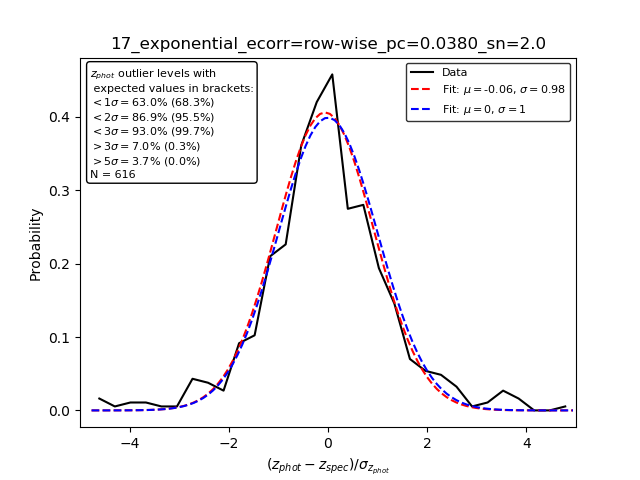 17_exponential_ecorr=row-wise_pc=0.0380_sn=2.0
z_phot outlier levels with
expected values in brackets:
<1σ = 63.0% (68.3%)
<2σ = 86.9% (95.5%)
<3σ = 93.0% (99.7%)
>3σ = 7.0% (0.3%)
>5σ = 3.7% (0.0%)
N = 616
Data
Fit: μ = -0.06, σ = 0.98
Fit: μ = 0, σ = 1
Probability
0.4
0.3
0.2
0.1
0.0
−4 −2 0 2 4
(z_phot − z_spec)/σ_z_phot